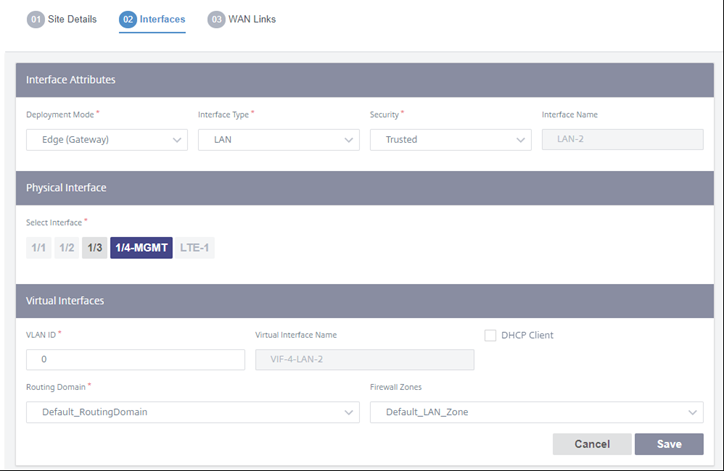 01 Site Details 02 Interfaces 03 WAN Links
Interface Attributes
Deployment Mode * Interface Type * Security * Interface Name
Edge (Gateway) LAN Trusted LAN-2
Physical Interface
Select Interface *
1/1 1/2 1/3 1/4-MGMT LTE-1
Virtual Interfaces
VLAN ID * Virtual Interface Name DHCP Client
0 VIF-4-LAN-2
Routing Domain * Firewall Zones
Default_RoutingDomain Default_LAN_Zone
Cancel Save